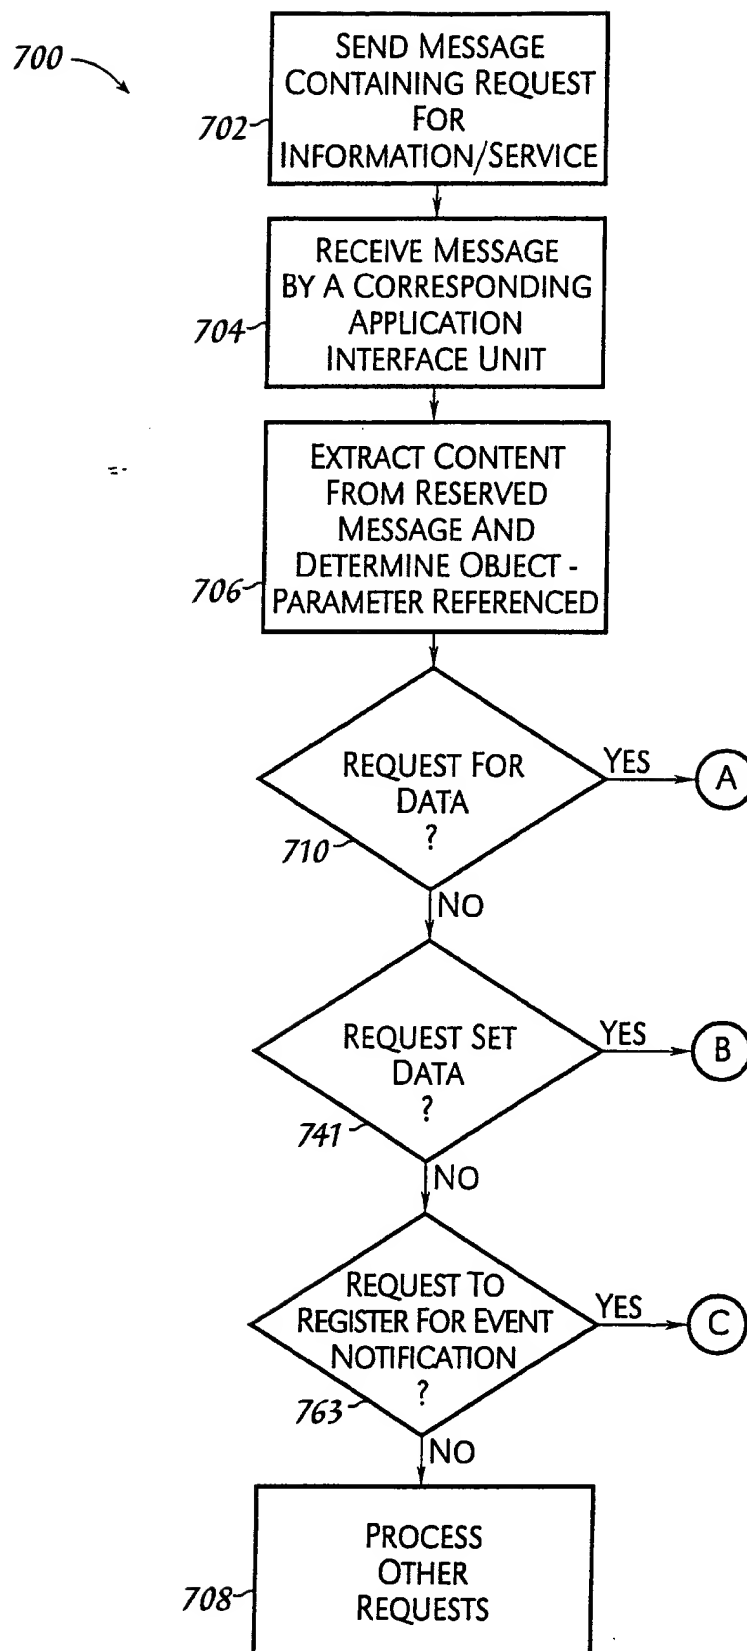 700
SEND MESSAGE
CONTAINING REQUEST
FOR
INFORMATION/SERVICE
702
RECEIVE MESSAGE
BY A CORRESPONDING
APPLICATION
INTERFACE UNIT
704
EXTRACT CONTENT
FROM RESERVED
MESSAGE AND
DETERMINE OBJECT -
PARAMETER REFERENCED
706
REQUEST FOR
DATA
?
710
YES
A
NO
REQUEST SET
DATA
?
741
YES
B
NO
REQUEST TO
REGISTER FOR EVENT
NOTIFICATION
?
763
YES
C
NO
PROCESS
OTHER
REQUESTS
708